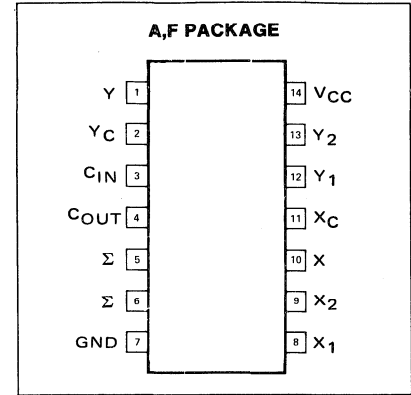 A,F PACKAGE
Y 1
YC 2
CIN 3
COUT 4
Σ 5
Σ 6
GND 7
14 VCC
13 Y2
12 Y1
11 XC
10 X
9 X2
8 X1